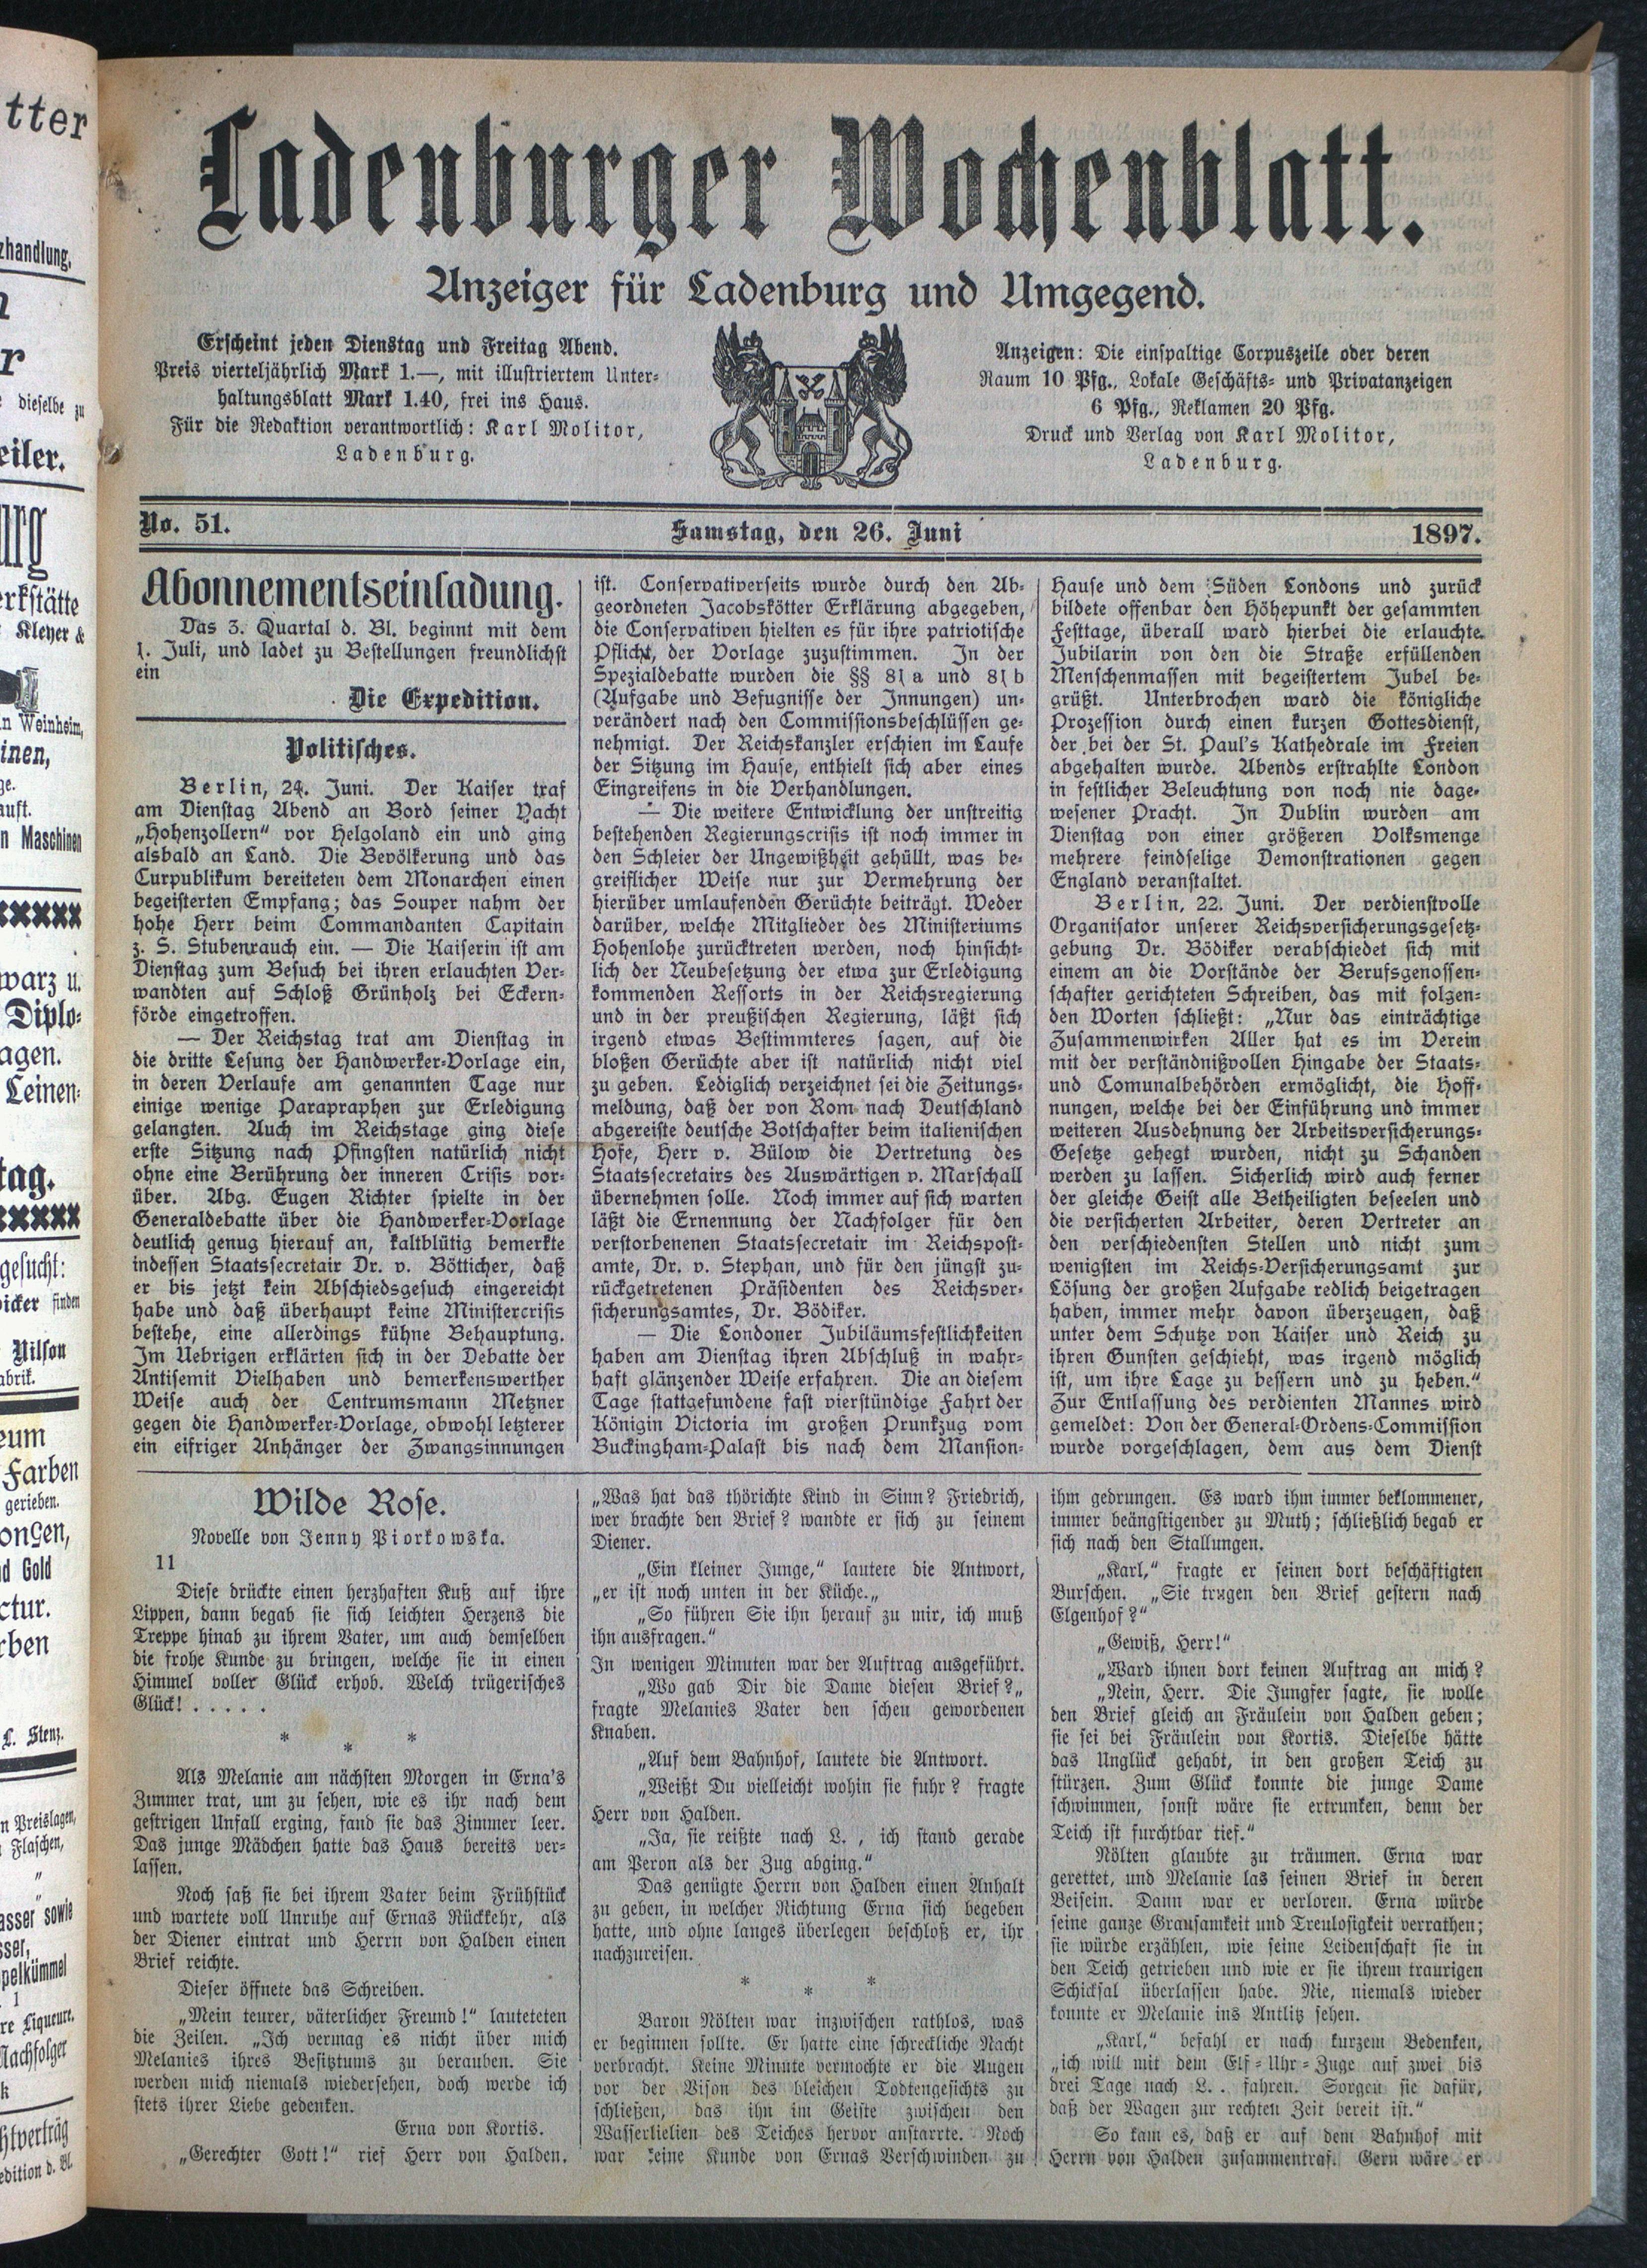 Ladenburger Wochenblatt.
Anzeiger für Ladenburg und Umgegend.
Erscheint jeden Dienstag und Freitag Abend.
Preis vierteljährlich Mark 1.—, mit illustriertem Unter-
haltungsblatt Mark 1.40, frei ins Haus.
Für die Redaktion verantwortlich: Karl Molitor,
Ladenburg.
Anzeigen: Die einspaltige Corpuszeile oder deren
Raum 10 Pfg., Lokale Geschäfts- und Privatanzeigen
6 Pfg., Reklamen 20 Pfg.
Druck und Verlag von Karl Molitor,
Ladenburg.
No. 51.
Samstag, den 26. Juni
1897.
Abonnementseinladung.
Das 3. Quartal d. Bl. beginnt mit dem
1. Juli, und ladet zu Bestellungen freundlichst
ein
Die Expedition.
Politisches.
Berlin, 24. Juni. Der Kaiser traf
am Dienstag Abend an Bord seiner Yacht
„Hohenzollern“ vor Helgoland ein und ging
alsbald an Land. Die Bevölkerung und das
Curpublikum bereiteten dem Monarchen einen
begeisterten Empfang; das Souper nahm der
hohe Herr beim Commandanten Capitain
z. S. Stubenrauch ein. — Die Kaiserin ist am
Dienstag zum Besuch bei ihren erlauchten Ver-
wandten auf Schloß Grünholz bei Eckern-
förde eingetroffen.
— Der Reichstag trat am Dienstag in
die dritte Lesung der Handwerker-Vorlage ein,
in deren Verlaufe am genannten Tage nur
einige wenige Parapraphen zur Erledigung
gelangten. Auch im Reichstage ging diese
erste Sitzung nach Pfingsten natürlich nicht
ohne eine Berührung der inneren Crisis vor-
über. Abg. Eugen Richter spielte in der
Generaldebatte über die Handwerker-Vorlage
deutlich genug hierauf an, kaltblütig bemerkte
indessen Staatssecretair Dr. v. Bötticher, daß
er bis jetzt kein Abschiedsgesuch eingereicht
habe und daß überhaupt keine Ministercrisis
bestehe, eine allerdings kühne Behauptung.
Im Uebrigen erklärten sich in der Debatte der
Antisemit Vielhaben und bemerkenswerther
Weise auch der Centrumsmann Metzner
gegen die Handwerker-Vorlage, obwohl letzterer
ein eifriger Anhänger der Zwangsinnungen
ist. Conservativerseits wurde durch den Ab-
geordneten Jacobskötter Erklärung abgegeben,
die Conservativen hielten es für ihre patriotische
Pflicht, der Vorlage zuzustimmen. In der
Spezialdebatte wurden die §§ 81 a und 81 b
(Aufgabe und Befugnisse der Innungen) un-
verändert nach den Commissionsbeschlüssen ge-
nehmigt. Der Reichskanzler erschien im Laufe
der Sitzung im Hause, enthielt sich aber eines
Eingreifens in die Verhandlungen.
— Die weitere Entwicklung der unstreitig
bestehenden Regierungscrisis ist noch immer in
den Schleier der Ungewißheit gehüllt, was be-
greiflicher Weise nur zur Vermehrung der
hierüber umlaufenden Gerüchte beiträgt. Weder
darüber, welche Mitglieder des Ministeriums
Hohenlohe zurücktreten werden, noch hinsicht-
lich der Neubesetzung der etwa zur Erledigung
kommenden Ressorts in der Reichsregierung
und in der preußischen Regierung, läßt sich
irgend etwas Bestimmteres sagen, auf die
bloßen Gerüchte aber ist natürlich nicht viel
zu geben. Lediglich verzeichnet sei die Zeitungs-
meldung, daß der von Rom nach Deutschland
abgereiste deutsche Botschafter beim italienischen
Hofe, Herr v. Bülow die Vertretung des
Staatssecretairs des Auswärtigen v. Marschall
übernehmen solle. Noch immer auf sich warten
läßt die Ernennung der Nachfolger für den
verstorbenenen Staatssecretair im Reichspost-
amte, Dr. v. Stephan, und für den jüngst zu-
rückgetretenen Präsidenten des Reichsver-
sicherungsamtes, Dr. Bödiker.
— Die Londoner Jubiläumsfestlichkeiten
haben am Dienstag ihren Abschluß in wahr-
haft glänzender Weise erfahren. Die an diesem
Tage stattgefundene fast vierstündige Fahrt der
Königin Victoria im großen Prunkzug vom
Buckingham-Palast bis nach dem Mansion-
Hause und dem Süden Londons und zurück
bildete offenbar den Höhepunkt der gesammten
Festtage, überall ward hierbei die erlauchte
Jubilarin von den die Straße erfüllenden
Menschenmassen mit begeistertem Jubel be-
grüßt. Unterbrochen ward die königliche
Prozession durch einen kurzen Gottesdienst,
der bei der St. Paul's Kathedrale im Freien
abgehalten wurde. Abends erstrahlte London
in festlicher Beleuchtung von noch nie dage-
wesener Pracht. In Dublin wurden am
Dienstag von einer größeren Volksmenge
mehrere feindselige Demonstrationen gegen
England veranstaltet.
Berlin, 22. Juni. Der verdienstvolle
Organisator unserer Reichsversicherungsgesetz-
gebung Dr. Bödiker verabschiedet sich mit
einem an die Vorstände der Berufsgenossen-
schafter gerichteten Schreiben, das mit folgen-
den Worten schließt: „Nur das einträchtige
Zusammenwirken Aller hat es im Verein
mit der verständnißvollen Hingabe der Staats-
und Comunalbehörden ermöglicht, die Hoff-
nungen, welche bei der Einführung und immer
weiteren Ausdehnung der Arbeitsversicherungs-
Gesetze gehegt wurden, nicht zu Schanden
werden zu lassen. Sicherlich wird auch ferner
der gleiche Geist alle Betheiligten beseelen und
die versicherten Arbeiter, deren Vertreter an
den verschiedensten Stellen und nicht zum
wenigsten im Reichs-Versicherungsamt zur
Lösung der großen Aufgabe redlich beigetragen
haben, immer mehr davon überzeugen, daß
unter dem Schutze von Kaiser und Reich zu
ihren Gunsten geschieht, was irgend möglich
ist, um ihre Lage zu bessern und zu heben.“
Zur Entlassung des verdienten Mannes wird
gemeldet: Von der General-Ordens-Commission
wurde vorgeschlagen, dem aus dem Dienst
Wilde Rose.
Novelle von Jenny Piorkowska.
11
Diese drückte einen herzhaften Kuß auf ihre
Lippen, dann begab sie sich leichten Herzens die
Treppe hinab zu ihrem Vater, um auch demselben
die frohe Kunde zu bringen, welche sie in einen
Himmel voller Glück erhob. Welch trügerisches
Glück! . . . . .
* * *
Als Melanie am nächsten Morgen in Erna's
Zimmer trat, um zu sehen, wie es ihr nach dem
gestrigen Unfall erging, fand sie das Zimmer leer.
Das junge Mädchen hatte das Haus bereits ver-
lassen.
Noch saß sie bei ihrem Vater beim Frühstück
und wartete voll Unruhe auf Ernas Rückkehr, als
der Diener eintrat und Herrn von Halden einen
Brief reichte.
Dieser öffnete das Schreiben.
„Mein teurer, väterlicher Freund!“ lauteteten
die Zeilen. „Ich vermag es nicht über mich
Melanies ihres Besitztums zu berauben. Sie
werden mich niemals wiedersehen, doch werde ich
stets ihrer Liebe gedenken.
Erna von Kortis.
„Gerechter Gott!“ rief Herr von Halden.
„Was hat das thörichte Kind in Sinn? Friedrich,
wer brachte den Brief? wandte er sich zu seinem
Diener.
„Ein kleiner Junge,“ lautere die Antwort,
„er ist noch unten in der Küche.„
„So führen Sie ihn herauf zu mir, ich muß
ihn ausfragen.“
In wenigen Minuten war der Auftrag ausgeführt.
„Wo gab Dir die Dame diesen Brief?„
fragte Melanies Vater den scheu gewordenen
Knaben.
„Auf dem Bahnhof, lautete die Antwort.
„Weißt Du vielleicht wohin sie fuhr? fragte
Herr von Halden.
„Ja, sie reißte nach L. , ich stand gerade
am Peron als der Zug abging.“
Das genügte Herrn von Halden einen Anhalt
zu geben, in welcher Richtung Erna sich begeben
hatte, und ohne langes überlegen beschloß er, ihr
nachzureisen.
* * *
Baron Nölten war inzwischen rathlos, was
er beginnen sollte. Er hatte eine schreckliche Nacht
verbracht. Keine Minute vermochte er die Augen
vor der Vison des bleichen Todtengesichts zu
schließen, das ihn im Geiste zwischen den
Wasserlielien des Teiches hervor anstarrte. Noch
war keine Kunde von Ernas Verschwinden zu
ihm gedrungen. Es ward ihm immer beklommener,
immer beängstigender zu Muth; schließlich begab er
sich nach den Stallungen.
„Karl,“ fragte er seinen dort beschäftigten
Burschen. „Sie trugen den Brief gestern nach
Elgenhof?“
„Gewiß, Herr!“
„Ward ihnen dort keinen Auftrag an mich?
„Nein, Herr. Die Jungfer sagte, sie wolle
den Brief gleich an Fräulein von Halden geben;
sie sei bei Fräulein von Kortis. Dieselbe hätte
das Unglück gehabt, in den großen Teich zu
stürzen. Zum Glück konnte die junge Dame
schwimmen, sonst wäre sie ertrunken, denn der
Teich ist furchtbar tief.“
Nölten glaubte zu träumen. Erna war
gerettet, und Melanie las seinen Brief in deren
Beisein. Dann war er verloren. Erna würde
seine ganze Grausamkeit und Treulosigkeit verrathen;
sie würde erzählen, wie seine Leidenschaft sie in
den Teich getrieben und wie er sie ihrem traurigen
Schicksal überlassen habe. Nie, niemals wieder
konnte er Melanie ins Antlitz sehen.
„Karl,“ befahl er nach kurzem Bedenken,
„ich will mit dem Elf-Uhr-Zuge auf zwei bis
drei Tage nach L. . fahren. Sorgen sie dafür,
daß der Wagen zur rechten Zeit bereit ist.“
So kam es, daß er auf dem Bahnhof mit
Herrn von Halden zusammentraf. Gern wäre er